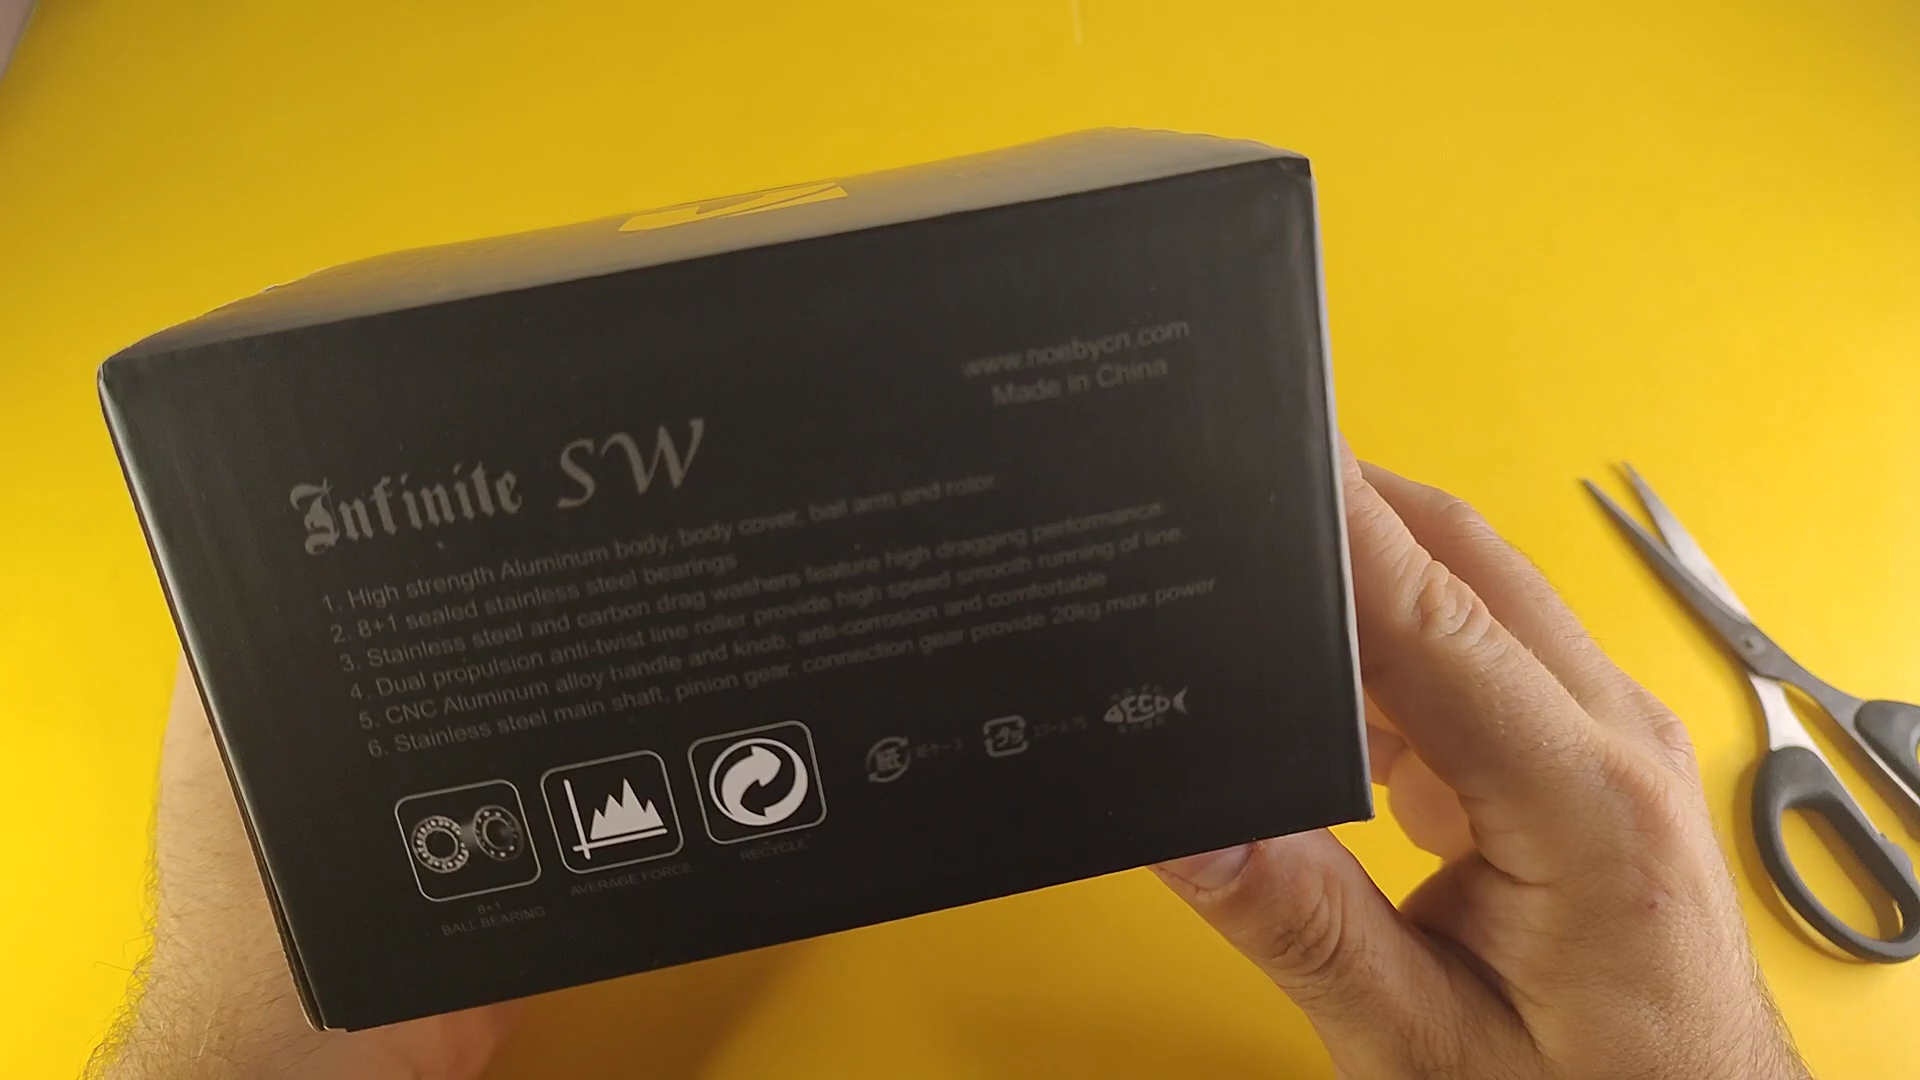 www.noebycn.com
Made in China
Infinite SW
1. High strength Aluminum body, body cover, bail arm and rotor.
2. 8+1 sealed stainless steel bearings
3. Stainless steel and carbon drag washers feature high dragging performance.
4. Dual propulsion anti-twist line roller provide high speed smooth running of line.
5. CNC Aluminum alloy handle and knob, anti-corrosion and comfortable
6. Stainless steel main shaft, pinion gear, connection gear provide 20kg max power
8+1
BALL BEARING
AVERAGE FORCE
RECYCLE
ECO